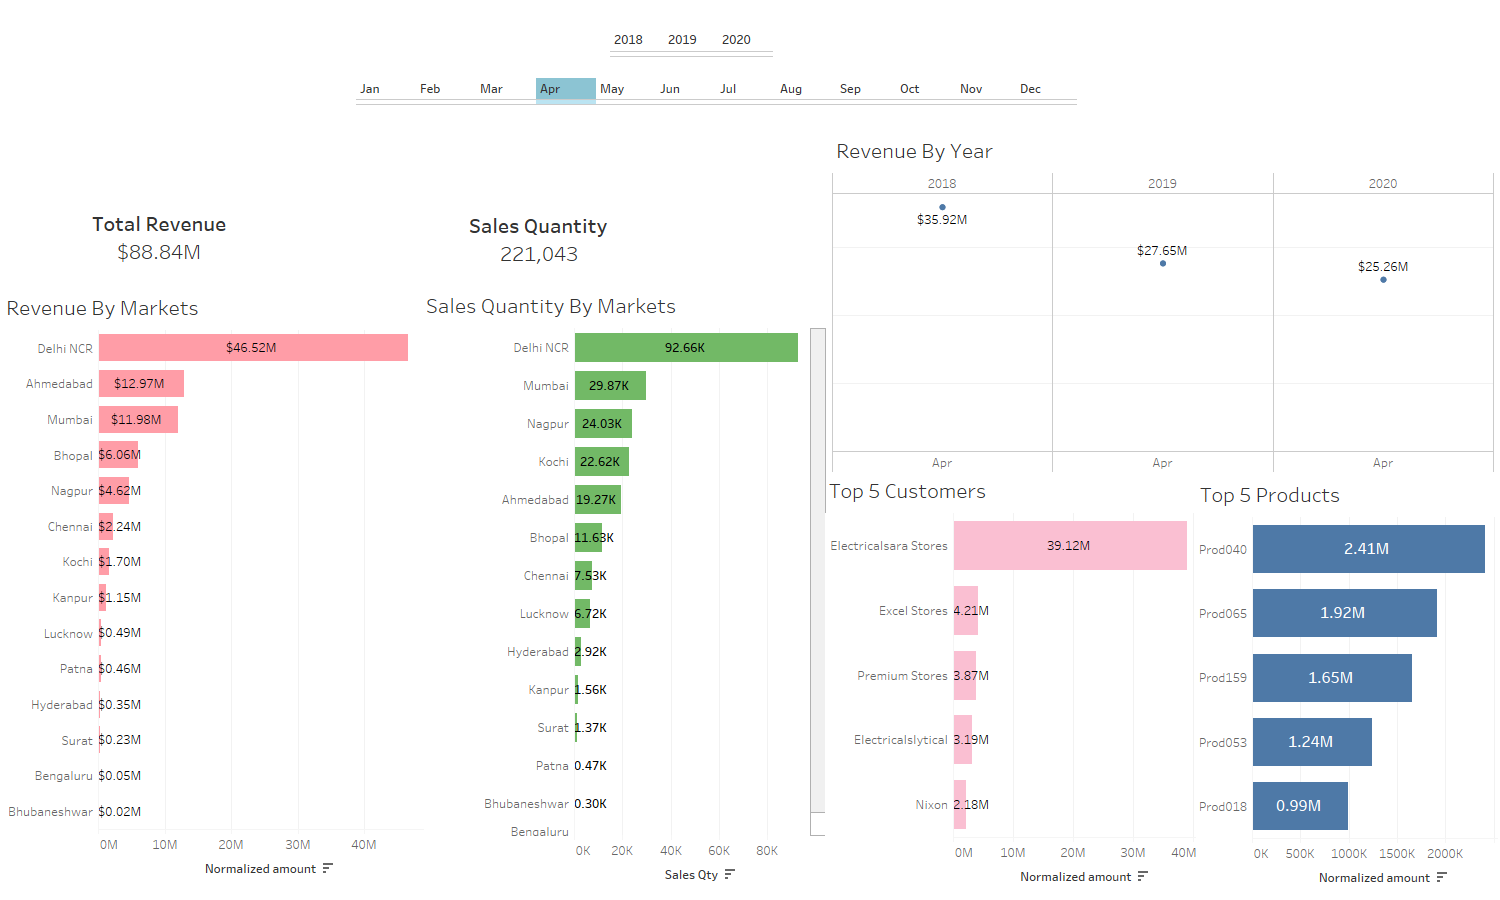 2018 2019 2020
Jan Feb Mar Apr May Jun Jul Aug Sep Oct Nov Dec
Total Revenue
$88.84M
Sales Quantity
221,043
Revenue By Year
2018 2019 2020
$35.92M
$27.65M
$25.26M
Apr Apr Apr
Revenue By Markets
Delhi NCR $46.52M
Ahmedabad $12.97M
Mumbai $11.98M
Bhopal $6.06M
Nagpur $4.62M
Chennai $2.24M
Kochi $1.70M
Kanpur $1.15M
Lucknow $0.49M
Patna $0.46M
Hyderabad $0.35M
Surat $0.23M
Bengaluru $0.05M
Bhubaneshwar $0.02M
0M 10M 20M 30M 40M
Normalized amount
Sales Quantity By Markets
Delhi NCR 92.66K
Mumbai 29.87K
Nagpur 24.03K
Kochi 22.62K
Ahmedabad 19.27K
Bhopal 11.63K
Chennai 7.53K
Lucknow 6.72K
Hyderabad 2.92K
Kanpur 1.56K
Surat 1.37K
Patna 0.47K
Bhubaneshwar 0.30K
Bengaluru
0K 20K 40K 60K 80K
Sales Qty
Top 5 Customers
Electricalsara Stores 39.12M
Excel Stores 4.21M
Premium Stores 3.87M
Electricalslytical 3.19M
Nixon 2.18M
0M 10M 20M 30M 40M
Normalized amount
Top 5 Products
Prod040 2.41M
Prod065 1.92M
Prod159 1.65M
Prod053 1.24M
Prod018 0.99M
0K 500K 1000K 1500K 2000K
Normalized amount